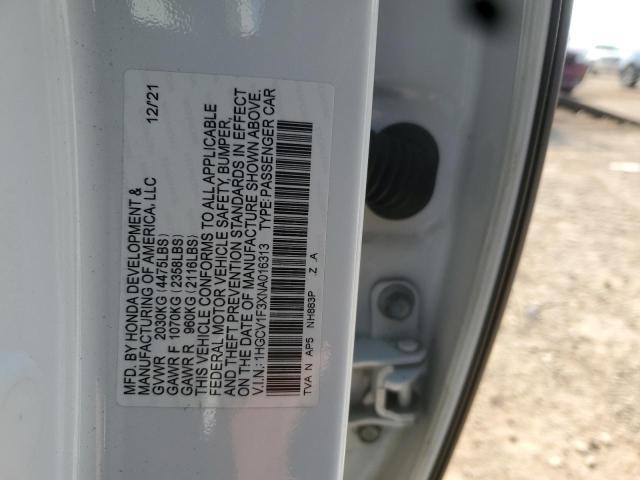 MFD. BY HONDA DEVELOPMENT & 12/21
MANUFACTURING OF AMERICA, LLC
GVWR 2030KG (4475LBS)
GAWR F 1070KG (2358LBS)
GAWR R 960KG (2116LBS)
THIS VEHICLE CONFORMS TO ALL APPLICABLE
FEDERAL MOTOR VEHICLE SAFETY, BUMPER,
AND THEFT PREVENTION STANDARDS IN EFFECT
ON THE DATE OF MANUFACTURE SHOWN ABOVE.
V.I.N.: 1HGCV1F3XNA016313 TYPE:PASSENGER CAR
TVA N AP5 NH883P Z A